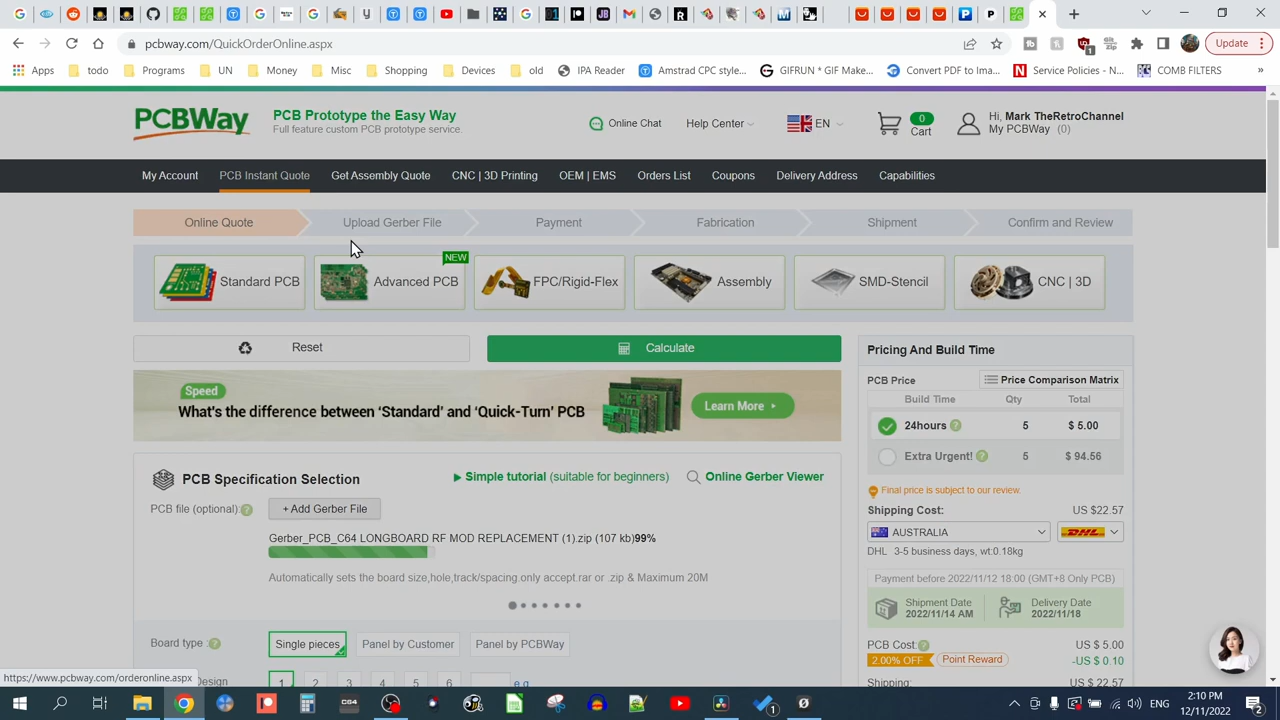 pcbway.com/QuickOrderOnline.aspx
Update
Apps
todo
Programs
UN
Money
Misc
Shopping
Devices
old
IPA Reader
Amstrad CPC style...
GIFRUN * GIF Make...
Convert PDF to Ima...
Service Policies - N...
COMB FILTERS
»
PCBWay
PCB Prototype the Easy Way
Full feature custom PCB prototype service.
Online Chat
Help Center
EN
0
Cart
Hi, Mark TheRetroChannel
My PCBWay (0)
My Account
PCB Instant Quote
Get Assembly Quote
CNC | 3D Printing
OEM | EMS
Orders List
Coupons
Delivery Address
Capabilities
Online Quote
Upload Gerber File
Payment
Fabrication
Shipment
Confirm and Review
NEW
Standard PCB
Advanced PCB
FPC/Rigid-Flex
Assembly
SMD-Stencil
CNC | 3D
Reset
Calculate
Speed
What's the difference between 'Standard' and 'Quick-Turn' PCB
Learn More
PCB Specification Selection
Simple tutorial (suitable for beginners)
Online Gerber Viewer
PCB file (optional):
+ Add Gerber File
Gerber_PCB_C64 LO
ARD RF MOD REPLACEMENT (1).zip (107 kb)99%
Automatically sets the board size,hole,track/spacing.only accept.rar or .zip & Maximum 20M
Board type :
Single pieces
Panel by Customer
Panel by PCBWay
Design
1
2
3
4
5
6
e.g
Pricing And Build Time
PCB Price
Price Comparison Matrix
Build Time
Qty
Total
24hours
5
$ 5.00
Extra Urgent!
5
$ 94.56
Final price is subject to our review.
Shipping Cost:
US $22.57
AUSTRALIA
DHL
DHL 3-5 business days, wt:0.18kg
Payment before 2022/11/12 18:00 (GMT+8 Only PCB)
Shipment Date
2022/11/14 AM
Delivery Date
2022/11/18
PCB Cost:
US $ 5.00
2.00% OFF
Point Reward
-US $ 0.10
Shipping:
US $ 22.57
https://www.pcbway.com/orderonline.aspx
C64
1
ENG
2:10 PM
12/11/2022
2